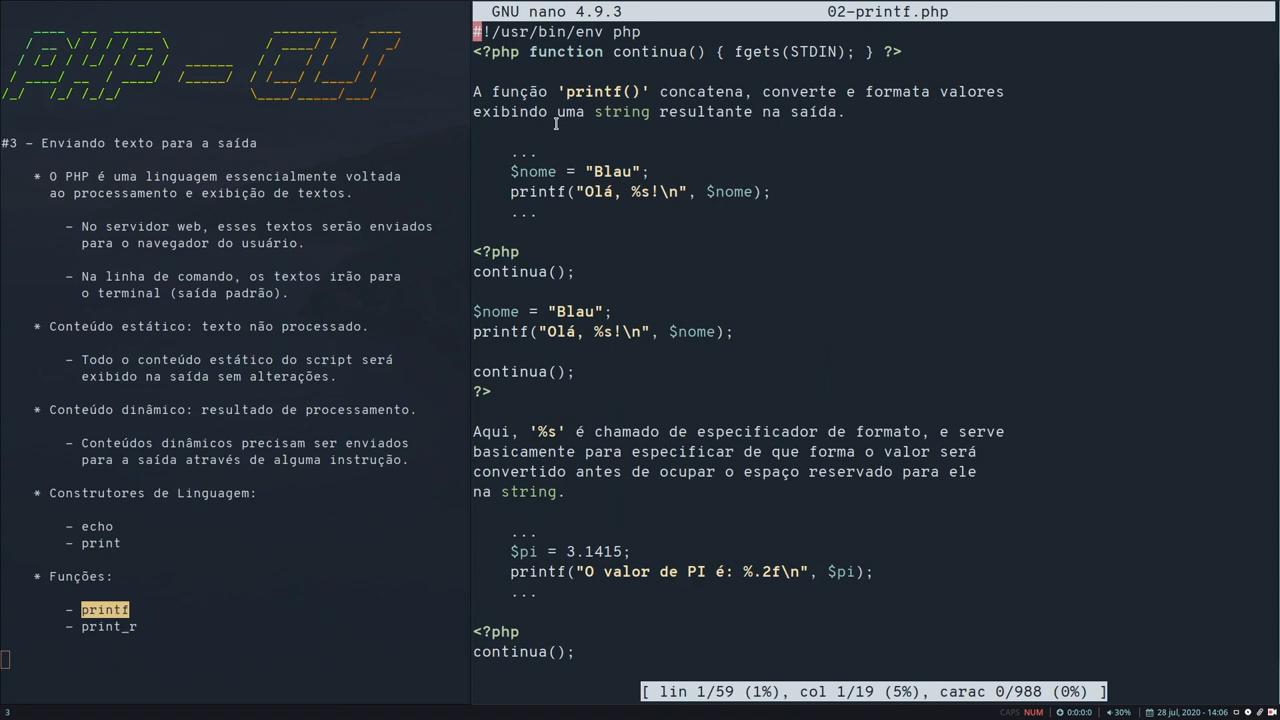 PHP - CLI
#3 - Enviando texto para a saída
* O PHP é uma linguagem essencialmente voltada
ao processamento e exibição de textos.
- No servidor web, esses textos serão enviados
para o navegador do usuário.
- Na linha de comando, os textos irão para
o terminal (saída padrão).
* Conteúdo estático: texto não processado.
- Todo o conteúdo estático do script será
exibido na saída sem alterações.
* Conteúdo dinâmico: resultado de processamento.
- Conteúdos dinâmicos precisam ser enviados
para a saída através de alguma instrução.
* Construtores de Linguagem:
- echo
- print
* Funções:
- printf
- print_r
GNU nano 4.9.3 02-printf.php
#!/usr/bin/env php
<?php function continua() { fgets(STDIN); } ?>
A função 'printf()' concatena, converte e formata valores
exibindo uma string resultante na saída.
...
$nome = "Blau";
printf("Olá, %s!\n", $nome);
...
<?php
continua();
$nome = "Blau";
printf("Olá, %s!\n", $nome);
continua();
?>
Aqui, '%s' é chamado de especificador de formato, e serve
basicamente para especificar de que forma o valor será
convertido antes de ocupar o espaço reservado para ele
na string.
...
$pi = 3.1415;
printf("O valor de PI é: %.2f\n", $pi);
...
<?php
continua();
[ lin 1/59 (1%), col 1/19 (5%), carac 0/988 (0%) ]
3 CAPS NUM 0:0:0:0 30% 28 jul, 2020 - 14:06